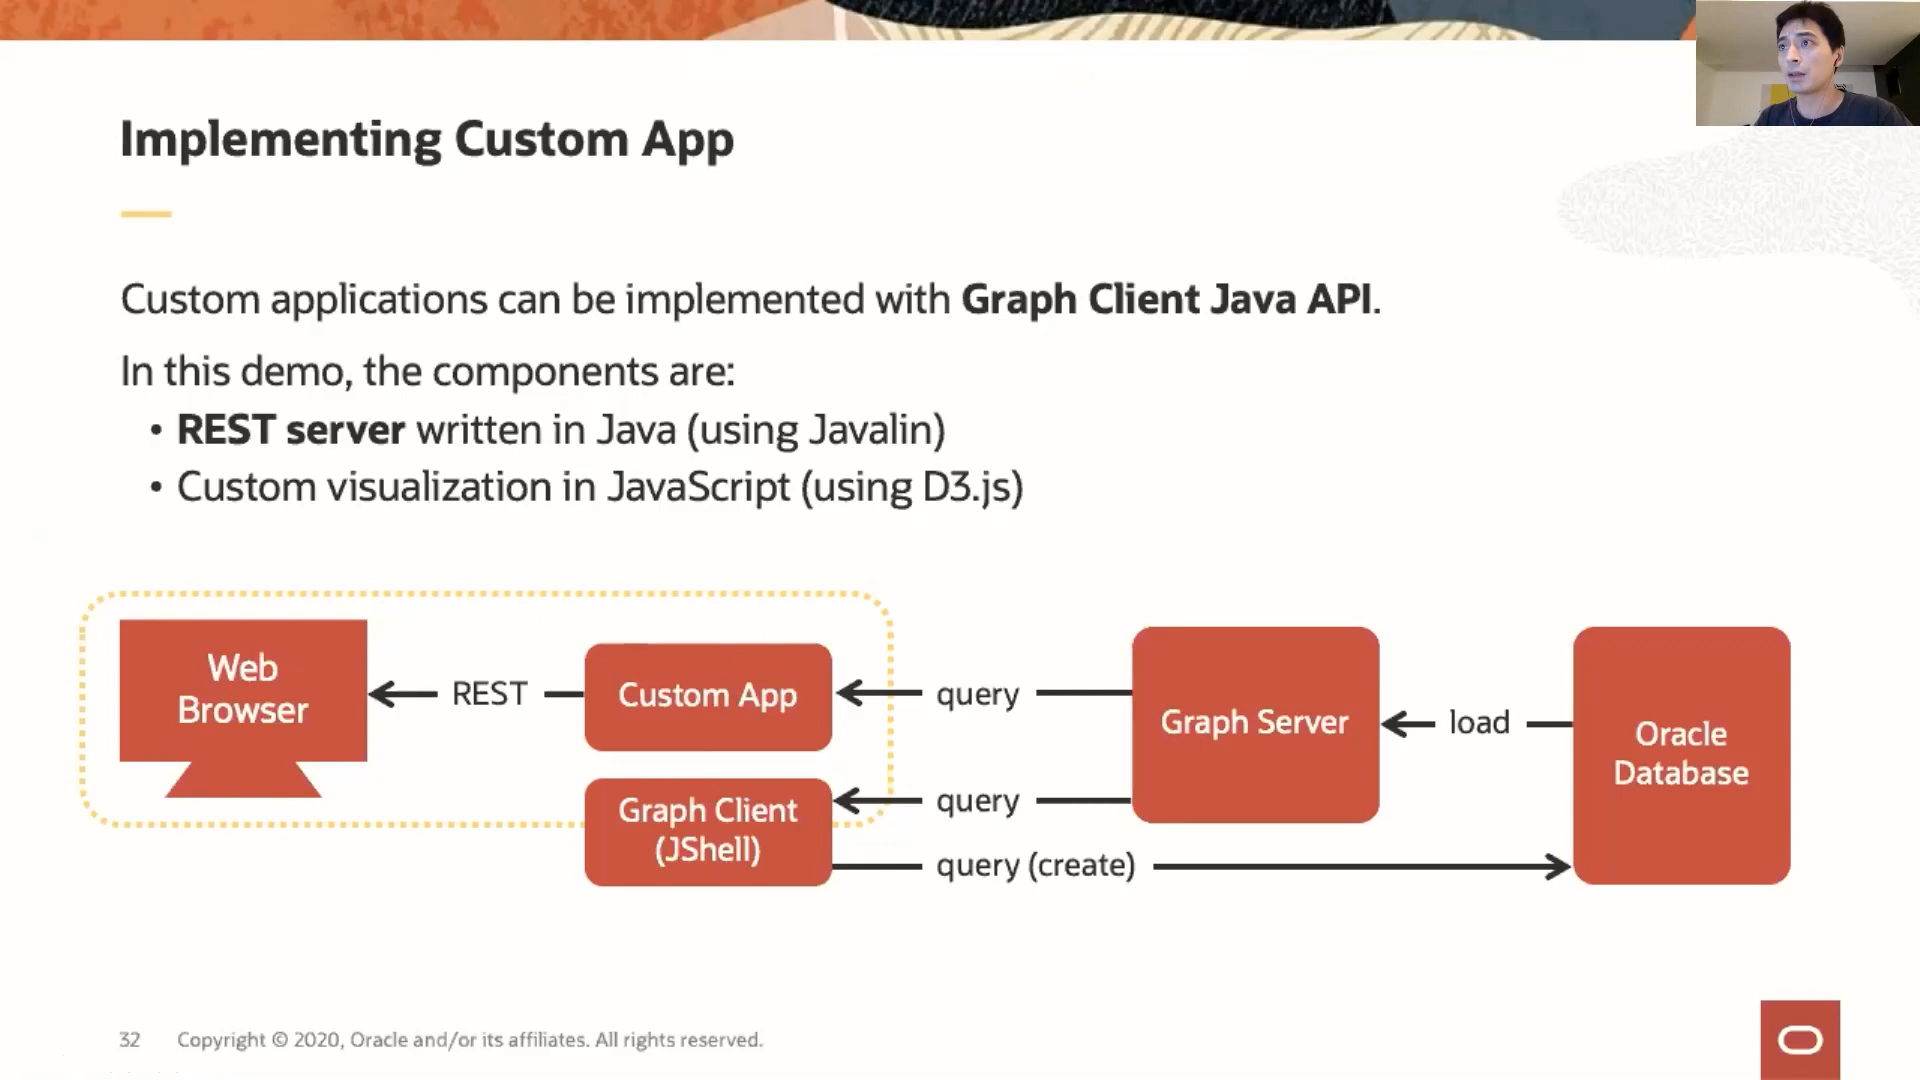 Implementing Custom App
Custom applications can be implemented with Graph Client Java API.
In this demo, the components are:
• REST server written in Java (using Javalin)
• Custom visualization in JavaScript (using D3.js)
Web
Browser
REST
Custom App
query
Graph Server
load
Oracle
Database
Graph Client
(JShell)
query
query (create)
32 Copyright © 2020, Oracle and/or its affiliates. All rights reserved.